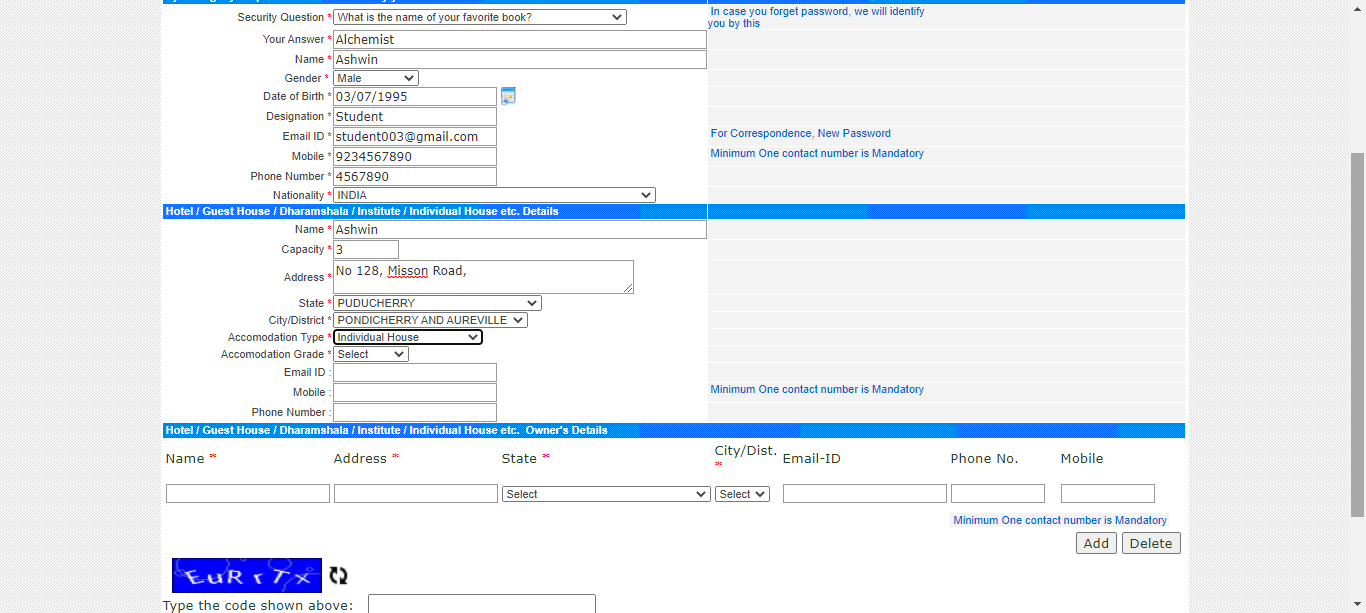 Security Question * What is the name of your favorite book? In case you forget password, we will identify
you by this
Your Answer * Alchemist
Name * Ashwin
Gender * Male
Date of Birth * 03/07/1995
Designation * Student
Email ID * student003@gmail.com For Correspondence, New Password
Mobile * 9234567890 Minimum One contact number is Mandatory
Phone Number * 4567890
Nationality * INDIA
Hotel / Guest House / Dharamshala / Institute / Individual House etc. Details
Name * Ashwin
Capacity * 3
Address * No 128, Misson Road,
State * PUDUCHERRY
City/District * PONDICHERRY AND AUREVILLE
Accomodation Type * Individual House
Accomodation Grade * Select
Email ID :
Mobile : Minimum One contact number is Mandatory
Phone Number :
Hotel / Guest House / Dharamshala / Institute / Individual House etc. Owner's Details
Name * Address * State * City/Dist. * Email-ID Phone No. Mobile
Select Select
Minimum One contact number is Mandatory
Add Delete
Type the code shown above: